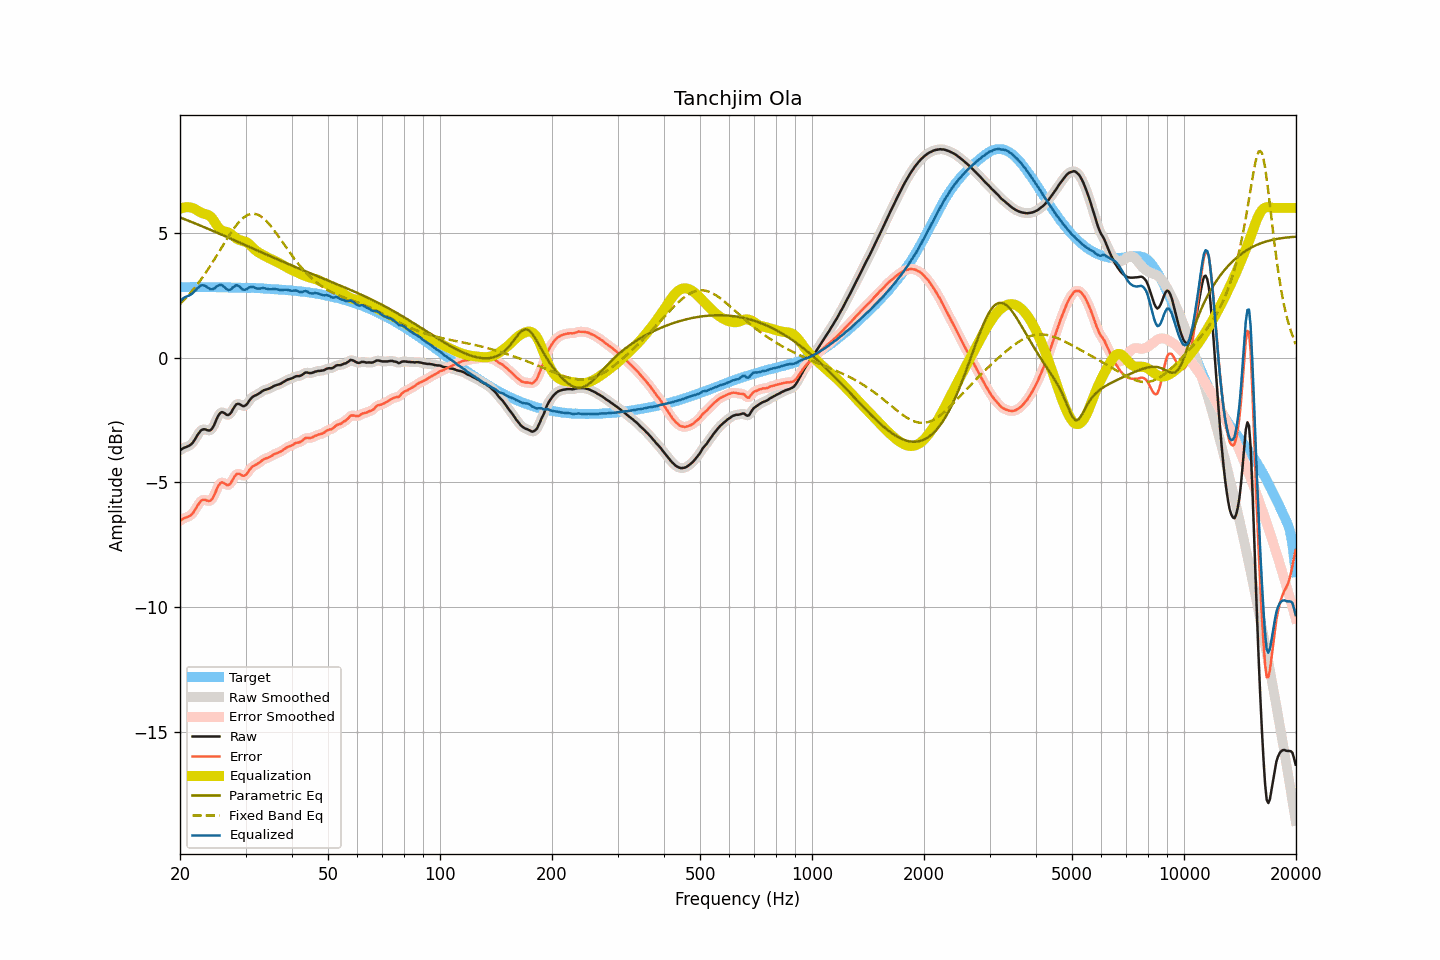 Tanchjim Ola
Amplitude (dBr)
5
0
−5
−10
−15
Target
Raw Smoothed
Error Smoothed
Raw
Error
Equalization
Parametric Eq
Fixed Band Eq
Equalized
20 50 100 200 500 1000 2000 5000 10000 20000
Frequency (Hz)